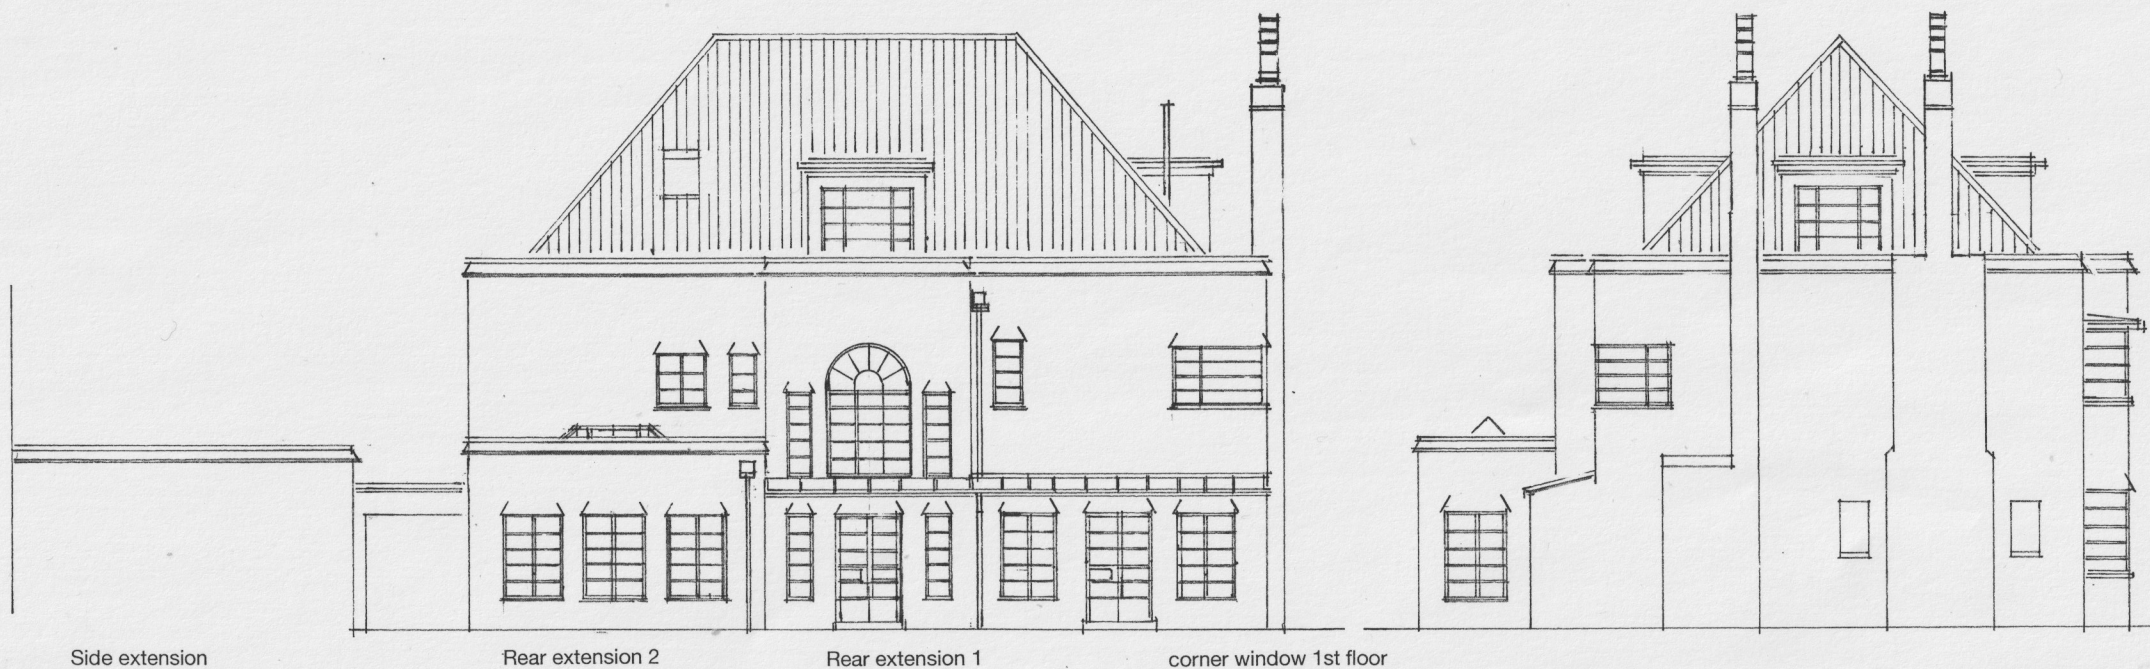 Side extension
Rear extension 2
Rear extension 1
corner window 1st floor